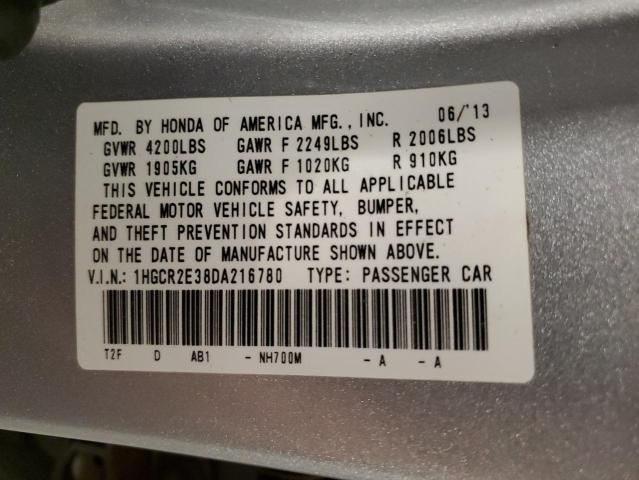 MFD. BY HONDA OF AMERICA MFG., INC. 06/'13
GVWR 4200LBS GAWR F 2249LBS R 2006LBS
GVWR 1905KG GAWR F 1020KG R 910KG
THIS VEHICLE CONFORMS TO ALL APPLICABLE
FEDERAL MOTOR VEHICLE SAFETY, BUMPER,
AND THEFT PREVENTION STANDARDS IN EFFECT
ON THE DATE OF MANUFACTURE SHOWN ABOVE.
V.I.N.: 1HGCR2E38DA216780 TYPE: PASSENGER CAR
T2F D AB1 - NH700M - A - A